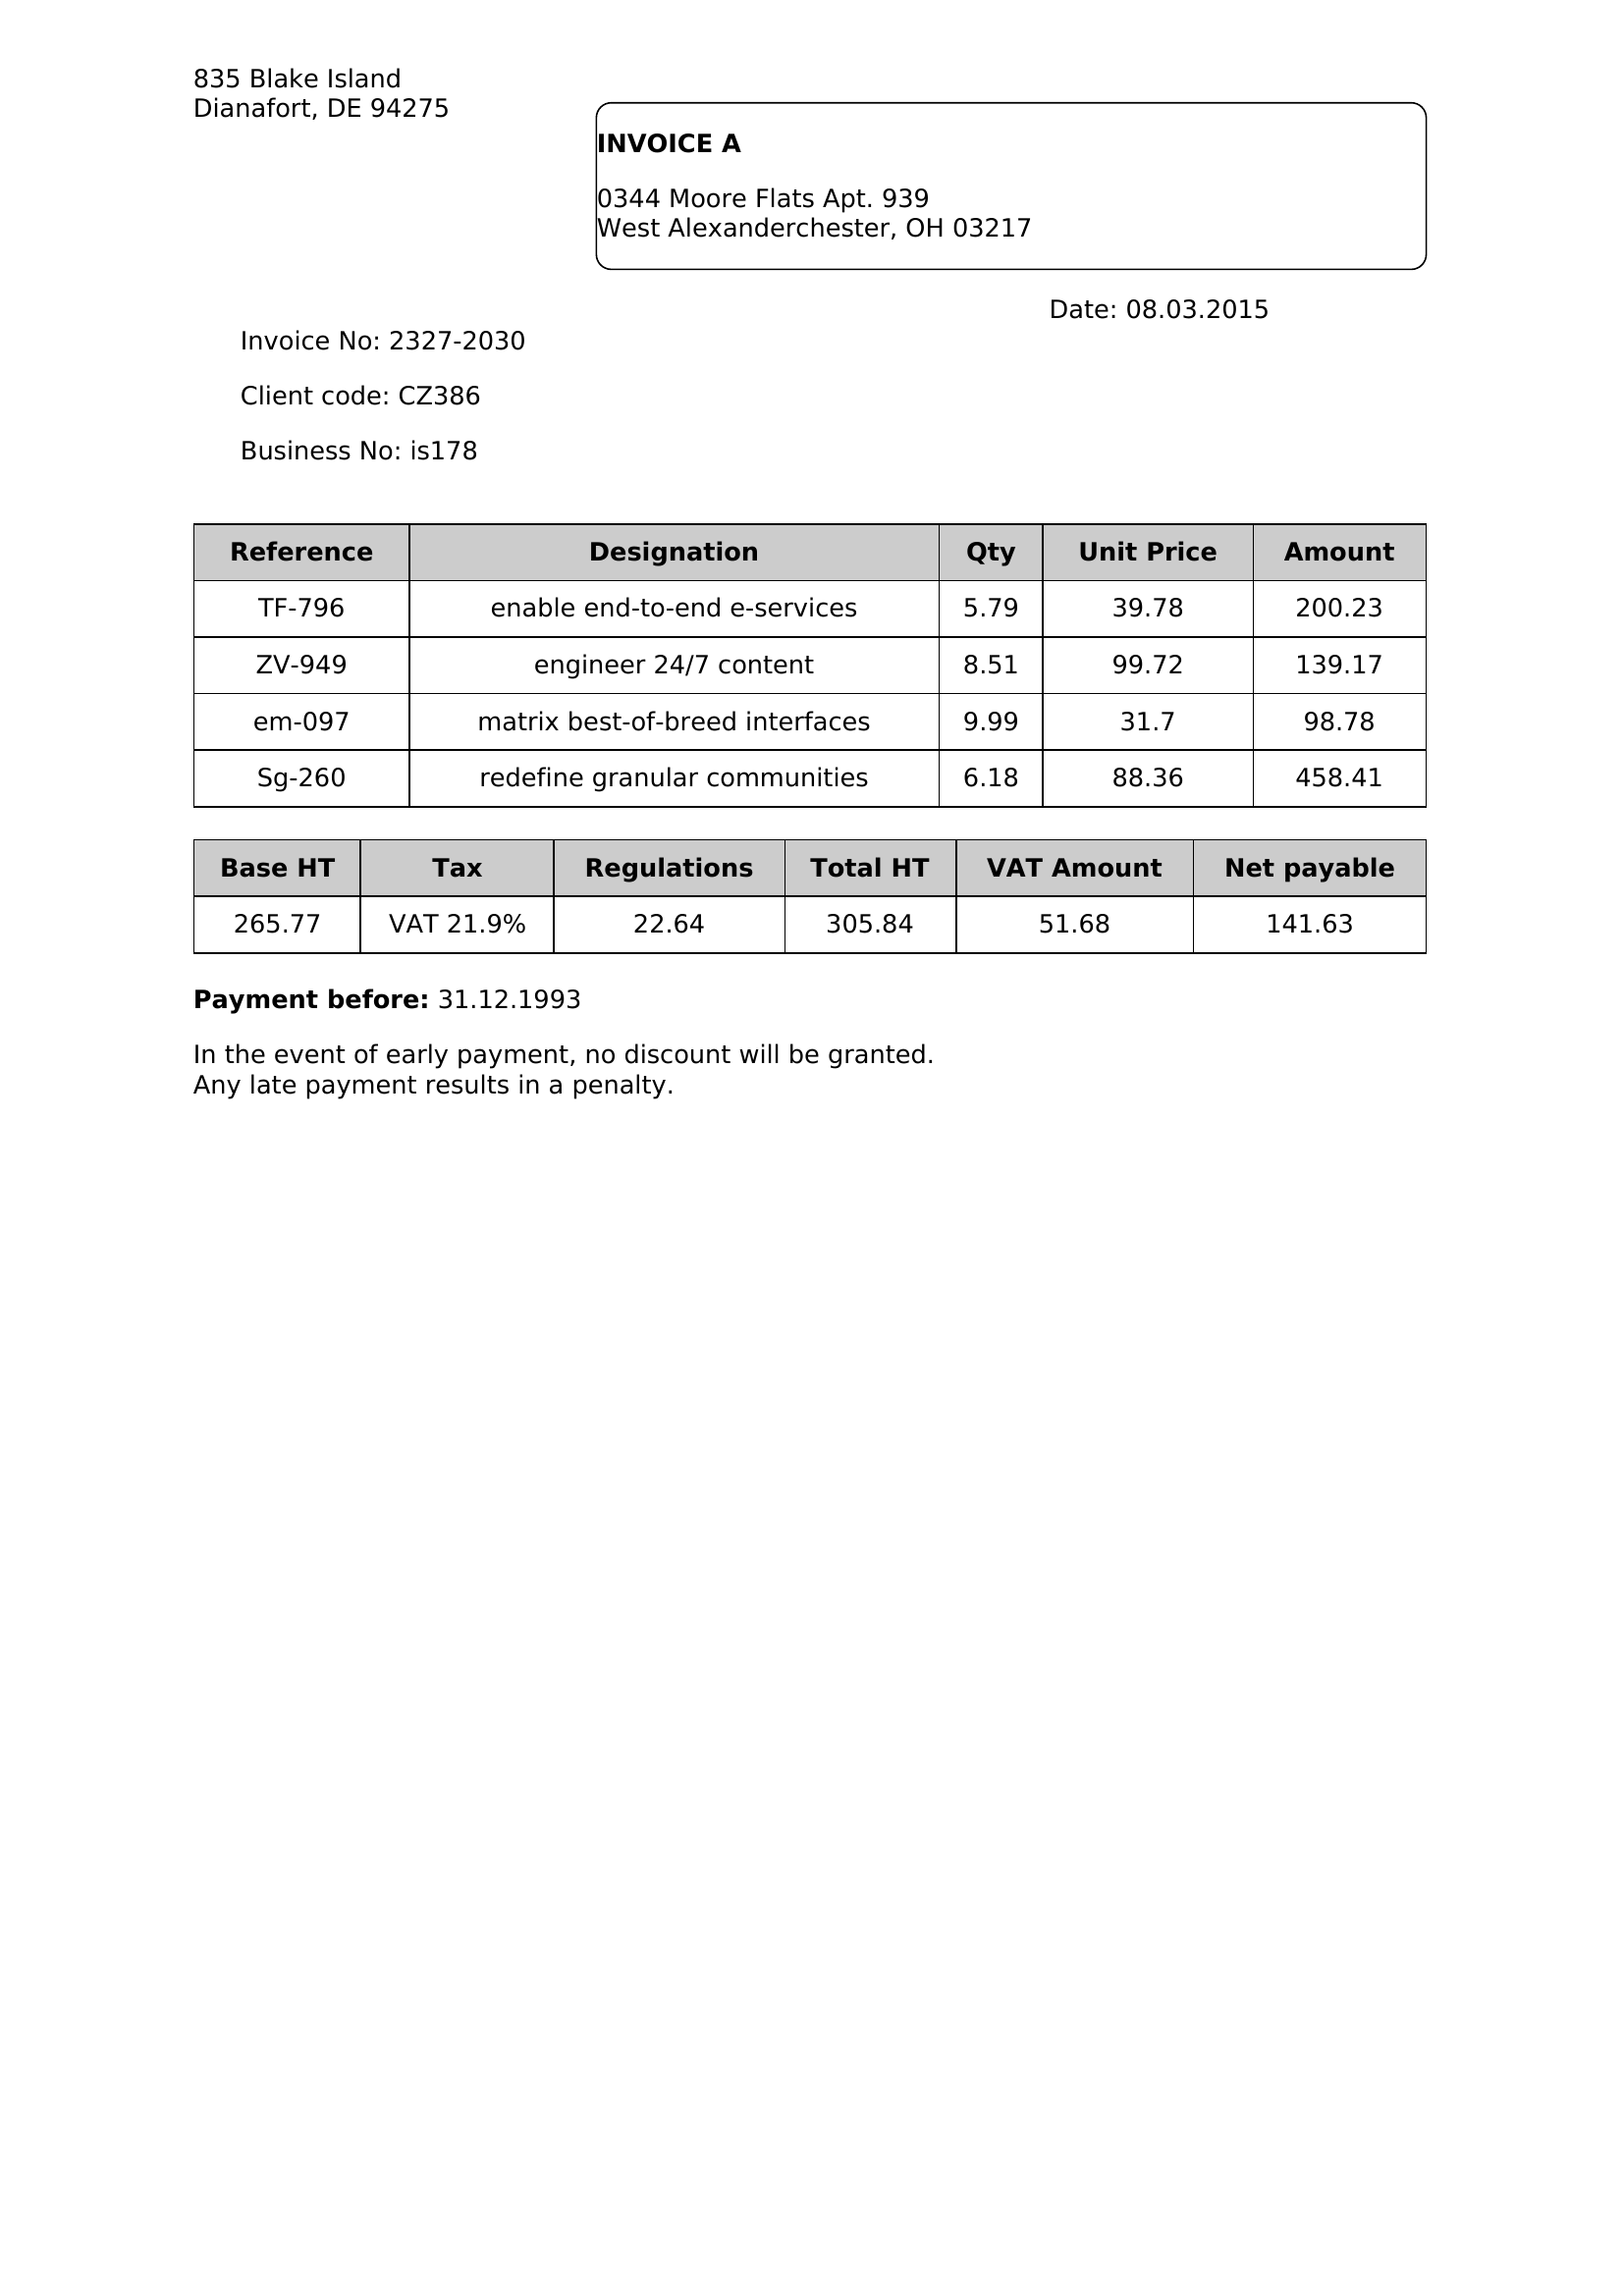 835 Blake Island
Dianafort, DE 94275
INVOICE A
0344 Moore Flats Apt. 939
West Alexanderchester, OH 03217
Date: 08.03.2015
Invoice No: 2327-2030
Client code: CZ386
Business No: is178
Reference Designation Qty Unit Price Amount
TF-796 enable end-to-end e-services 5.79 39.78 200.23
ZV-949 engineer 24/7 content 8.51 99.72 139.17
em-097 matrix best-of-breed interfaces 9.99 31.7 98.78
Sg-260 redefine granular communities 6.18 88.36 458.41
Base HT Tax Regulations Total HT VAT Amount Net payable
265.77 VAT 21.9% 22.64 305.84 51.68 141.63
Payment before: 31.12.1993
In the event of early payment, no discount will be granted.
Any late payment results in a penalty.